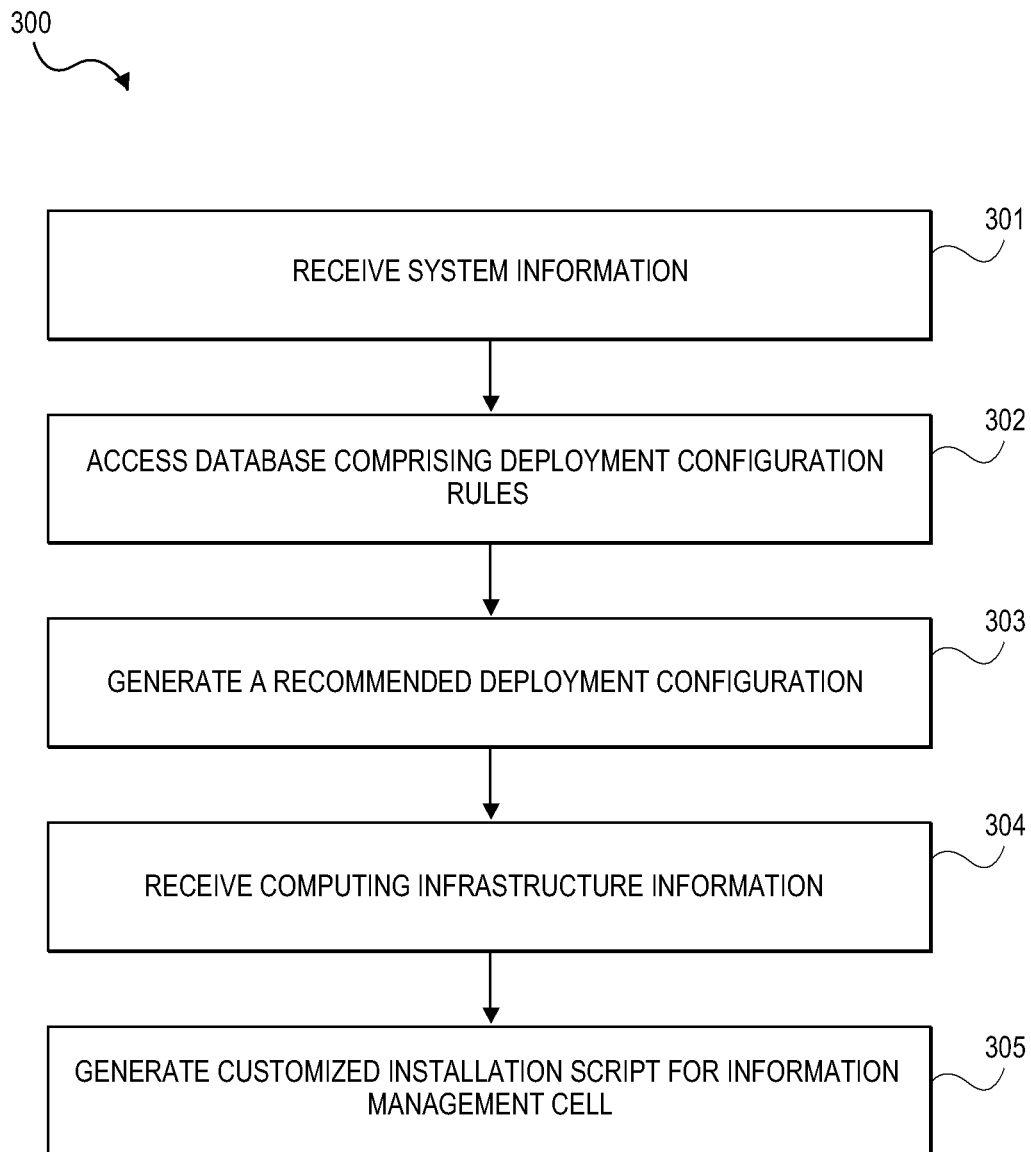 300
301
RECEIVE SYSTEM INFORMATION
302
ACCESS DATABASE COMPRISING DEPLOYMENT CONFIGURATION
RULES
303
GENERATE A RECOMMENDED DEPLOYMENT CONFIGURATION
304
RECEIVE COMPUTING INFRASTRUCTURE INFORMATION
305
GENERATE CUSTOMIZED INSTALLATION SCRIPT FOR INFORMATION
MANAGEMENT CELL